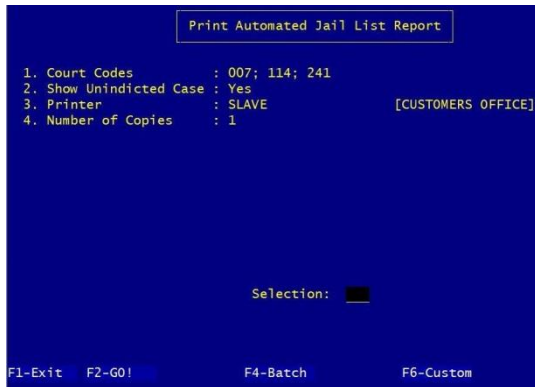 Print Automated Jail List Report
1. Court Codes : 007; 114; 241
2. Show Unindicted Case : Yes
3. Printer : SLAVE [CUSTOMERS OFFICE]
4. Number of Copies : 1
Selection:
F1-Exit F2-GO! F4-Batch F6-Custom